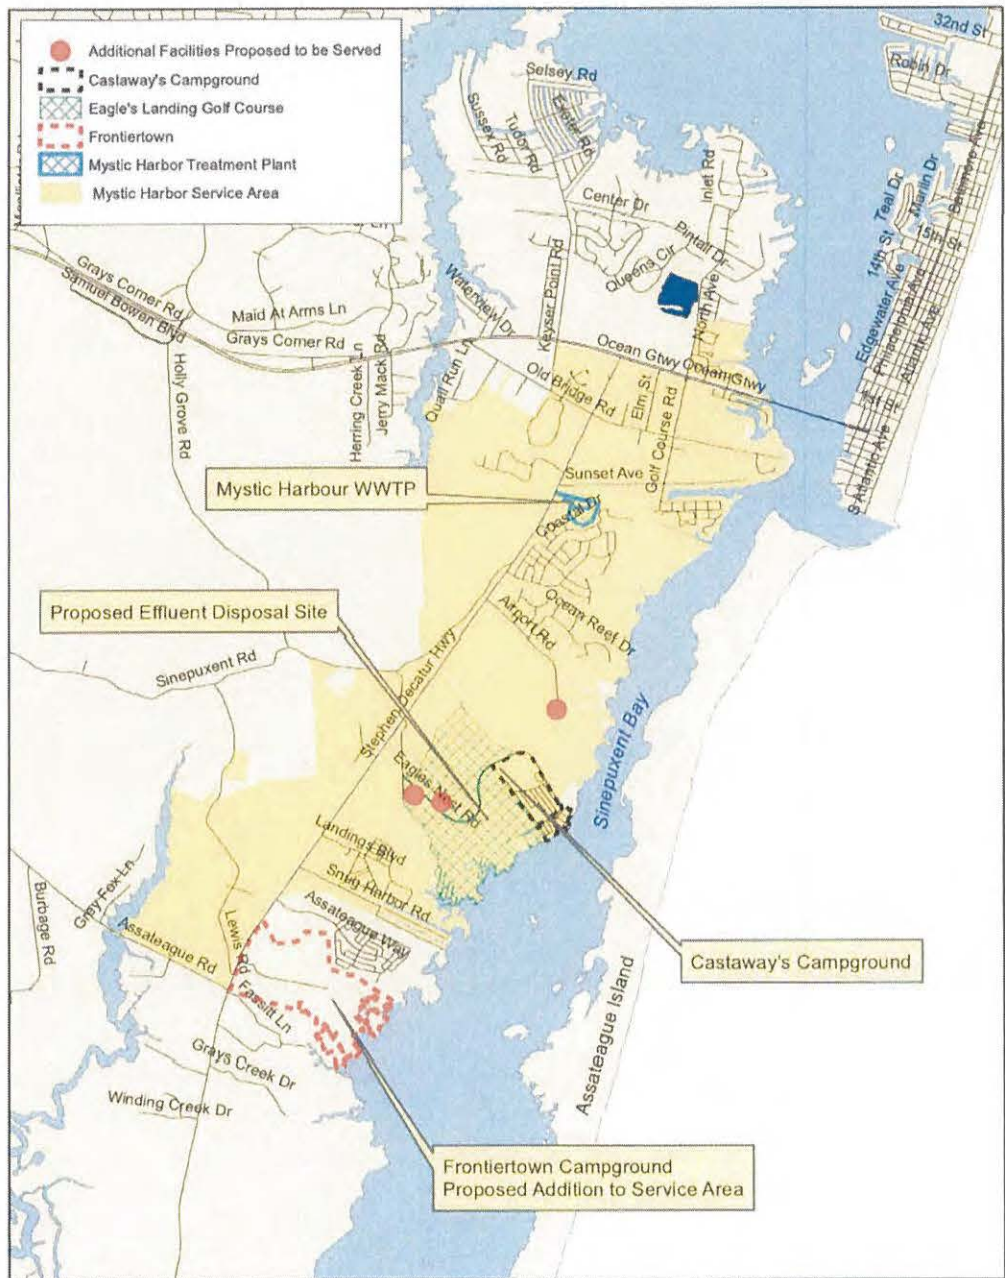 Additional Facilities Proposed to be Served
Castaway's Campground
Eagle's Landing Golf Course
Frontiertown
Mystic Harbor Treatment Plant
Mystic Harbor Service Area
32nd St
Robin Dr
Selsey Rd
Exeter Rd
Sussex Rd
Tudor Rd
Inlet Rd
Center Dr
Pintail Dr
Queens Cir
Teal Dr
Marlin Dr
Baltimore Ave
15th St
14th St
Edgewater Ave
Philadelphia Ave
Atlantic Ave
1st St
S Atlantic Ave
Grays Corner Rd
Samuel Bowen Blvd
Maid At Arms Ln
Grays Corner Rd
Waterview Dr
Keyser Point Rd
North Ave
Ocean Gtwy
Ocean Gtwy
Holly Grove Rd
Herring Creek Ln
Jerry Mack Rd
Quail Run Ln
Old Bridge Rd
Elm St
Golf Course Rd
Sunset Ave
Mystic Harbour WWTP
Coastal Dr
Proposed Effluent Disposal Site
Airport Rd
Ocean Reef Dr
Sinepuxent Rd
Stephen Decatur Hwy
Sinepuxent Bay
Eagles Nest Rd
Landings Blvd
Snug Harbor Rd
Assateague Way
Grey Fox Ln
Burbage Rd
Assateague Rd
Lewis Rd
Fassitt Ln
Grays Creek Dr
Winding Creek Dr
Castaway's Campground
Assateague Island
Frontiertown Campground
Proposed Addition to Service Area